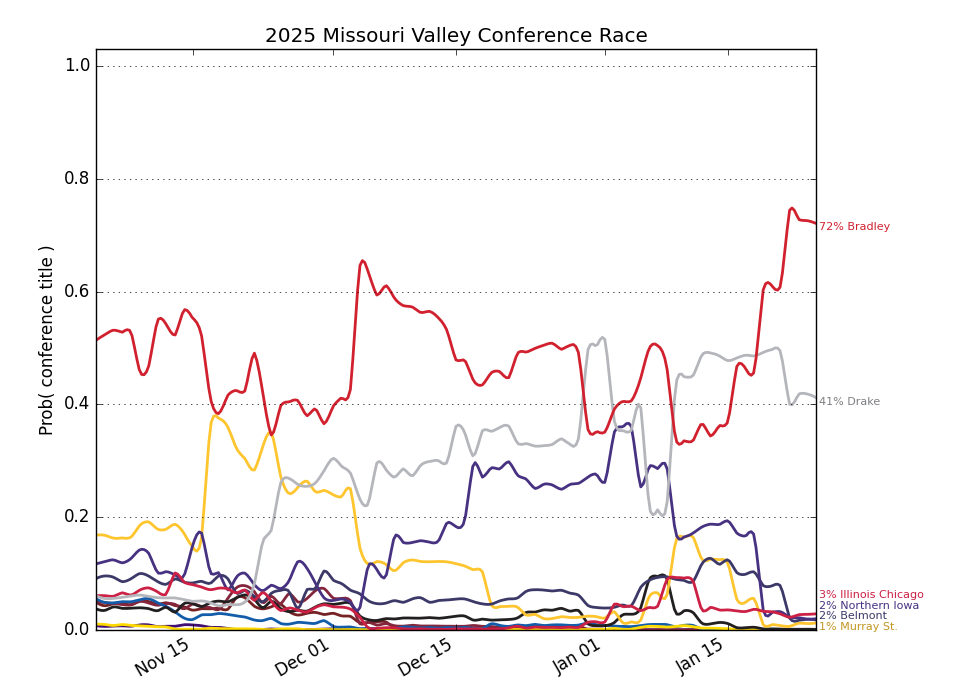 2025 Missouri Valley Conference Race
Prob( conference title )
1.0
0.8
0.6
0.4
0.2
0.0
72% Bradley
41% Drake
3% Illinois Chicago
2% Northern Iowa
2% Belmont
1% Murray St.
Nov 15
Dec 01
Dec 15
Jan 01
Jan 15